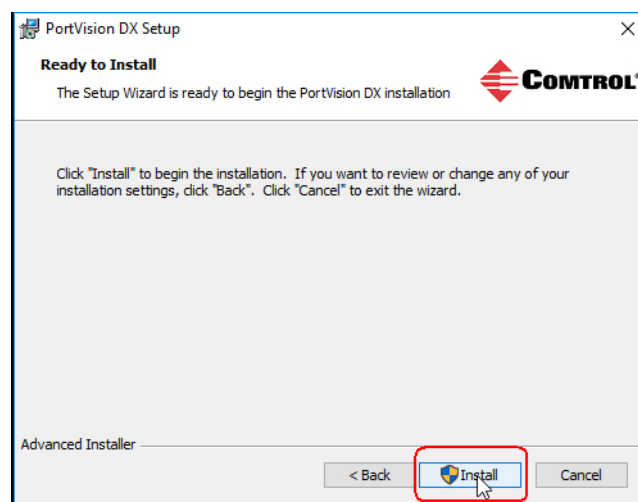 PortVision DX Setup
Ready to Install
The Setup Wizard is ready to begin the PortVision DX installation
COMTROL
Click "Install" to begin the installation.  If you want to review or change any of your
installation settings, click "Back".  Click "Cancel" to exit the wizard.
Advanced Installer
< Back
Install
Cancel